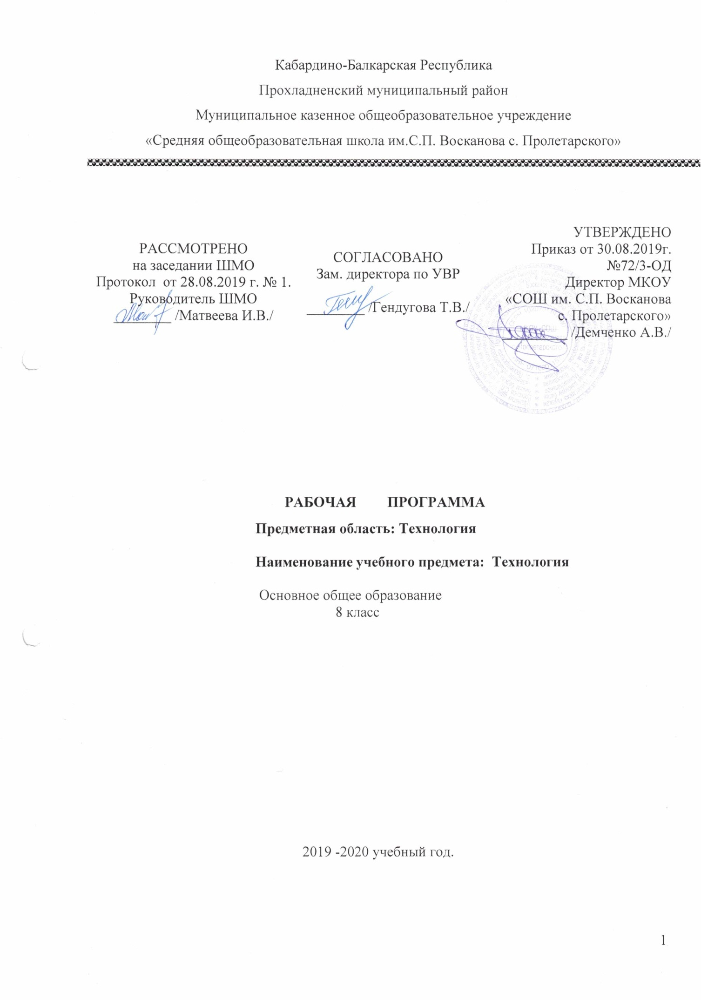 Кабардино-Балкарская Республика
Прохладненский муниципальный район
Муниципальное казенное общеобразовательное учреждение
«Средняя общеобразовательная школа им.С.П. Восканова с. Пролетарского»
РАССМОТРЕНО
на заседании ШМО
Протокол от 28.08.2019 г. № 1.
Руководитель ШМО
/Матвеева И.В./
СОГЛАСОВАНО
Зам. директора по УВР
/Гендугова Т.В./
УТВЕРЖДЕНО
Приказ от 30.08.2019г.
№72/3-ОД
Директор МКОУ
«СОШ им. С.П. Восканова
с. Пролетарского»
/Демченко А.В./
РАБОЧАЯ ПРОГРАММА
Предметная область: Технология
Наименование учебного предмета: Технология
Основное общее образование
8 класс
2019 -2020 учебный год.
1